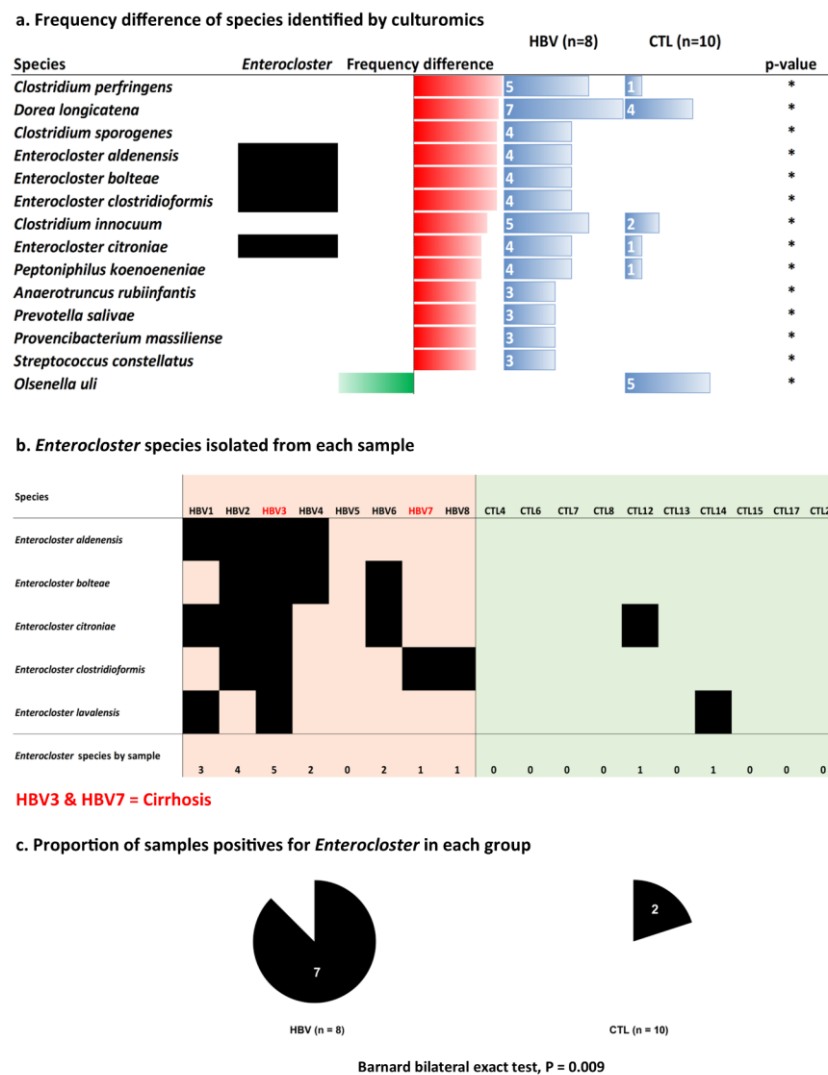 a. Frequency difference of species identified by culturomics
HBV (n=8) CTL (n=10)
Species Enterocloster Frequency difference p-value
Clostridium perfringens 5 1 *
Dorea longicatena 7 4 *
Clostridium sporogenes 4 *
Enterocloster aldenensis 4 *
Enterocloster bolteae 4 *
Enterocloster clostridioformis 4 *
Clostridium innocuum 5 2 *
Enterocloster citroniae 4 1 *
Peptoniphilus koenoeneniae 4 1 *
Anaerotruncus rubiinfantis 3 *
Prevotella salivae 3 *
Provencibacterium massiliense 3 *
Streptococcus constellatus 3 *
Olsenella uli 5 *
b. Enterocloster species isolated from each sample
Species
HBV1 HBV2 HBV3 HBV4 HBV5 HBV6 HBV7 HBV8 CTL4 CTL6 CTL7 CTL8 CTL12 CTL13 CTL14 CTL15 CTL17 CTL2
Enterocloster aldenensis
Enterocloster bolteae
Enterocloster citroniae
Enterocloster clostridioformis
Enterocloster lavalensis
Enterocloster species by sample
3 4 5 2 0 2 1 1 0 0 0 0 1 0 1 0 0 0
HBV3 & HBV7 = Cirrhosis
c. Proportion of samples positives for Enterocloster in each group
7 2
HBV (n = 8) CTL (n = 10)
Barnard bilateral exact test, P = 0.009